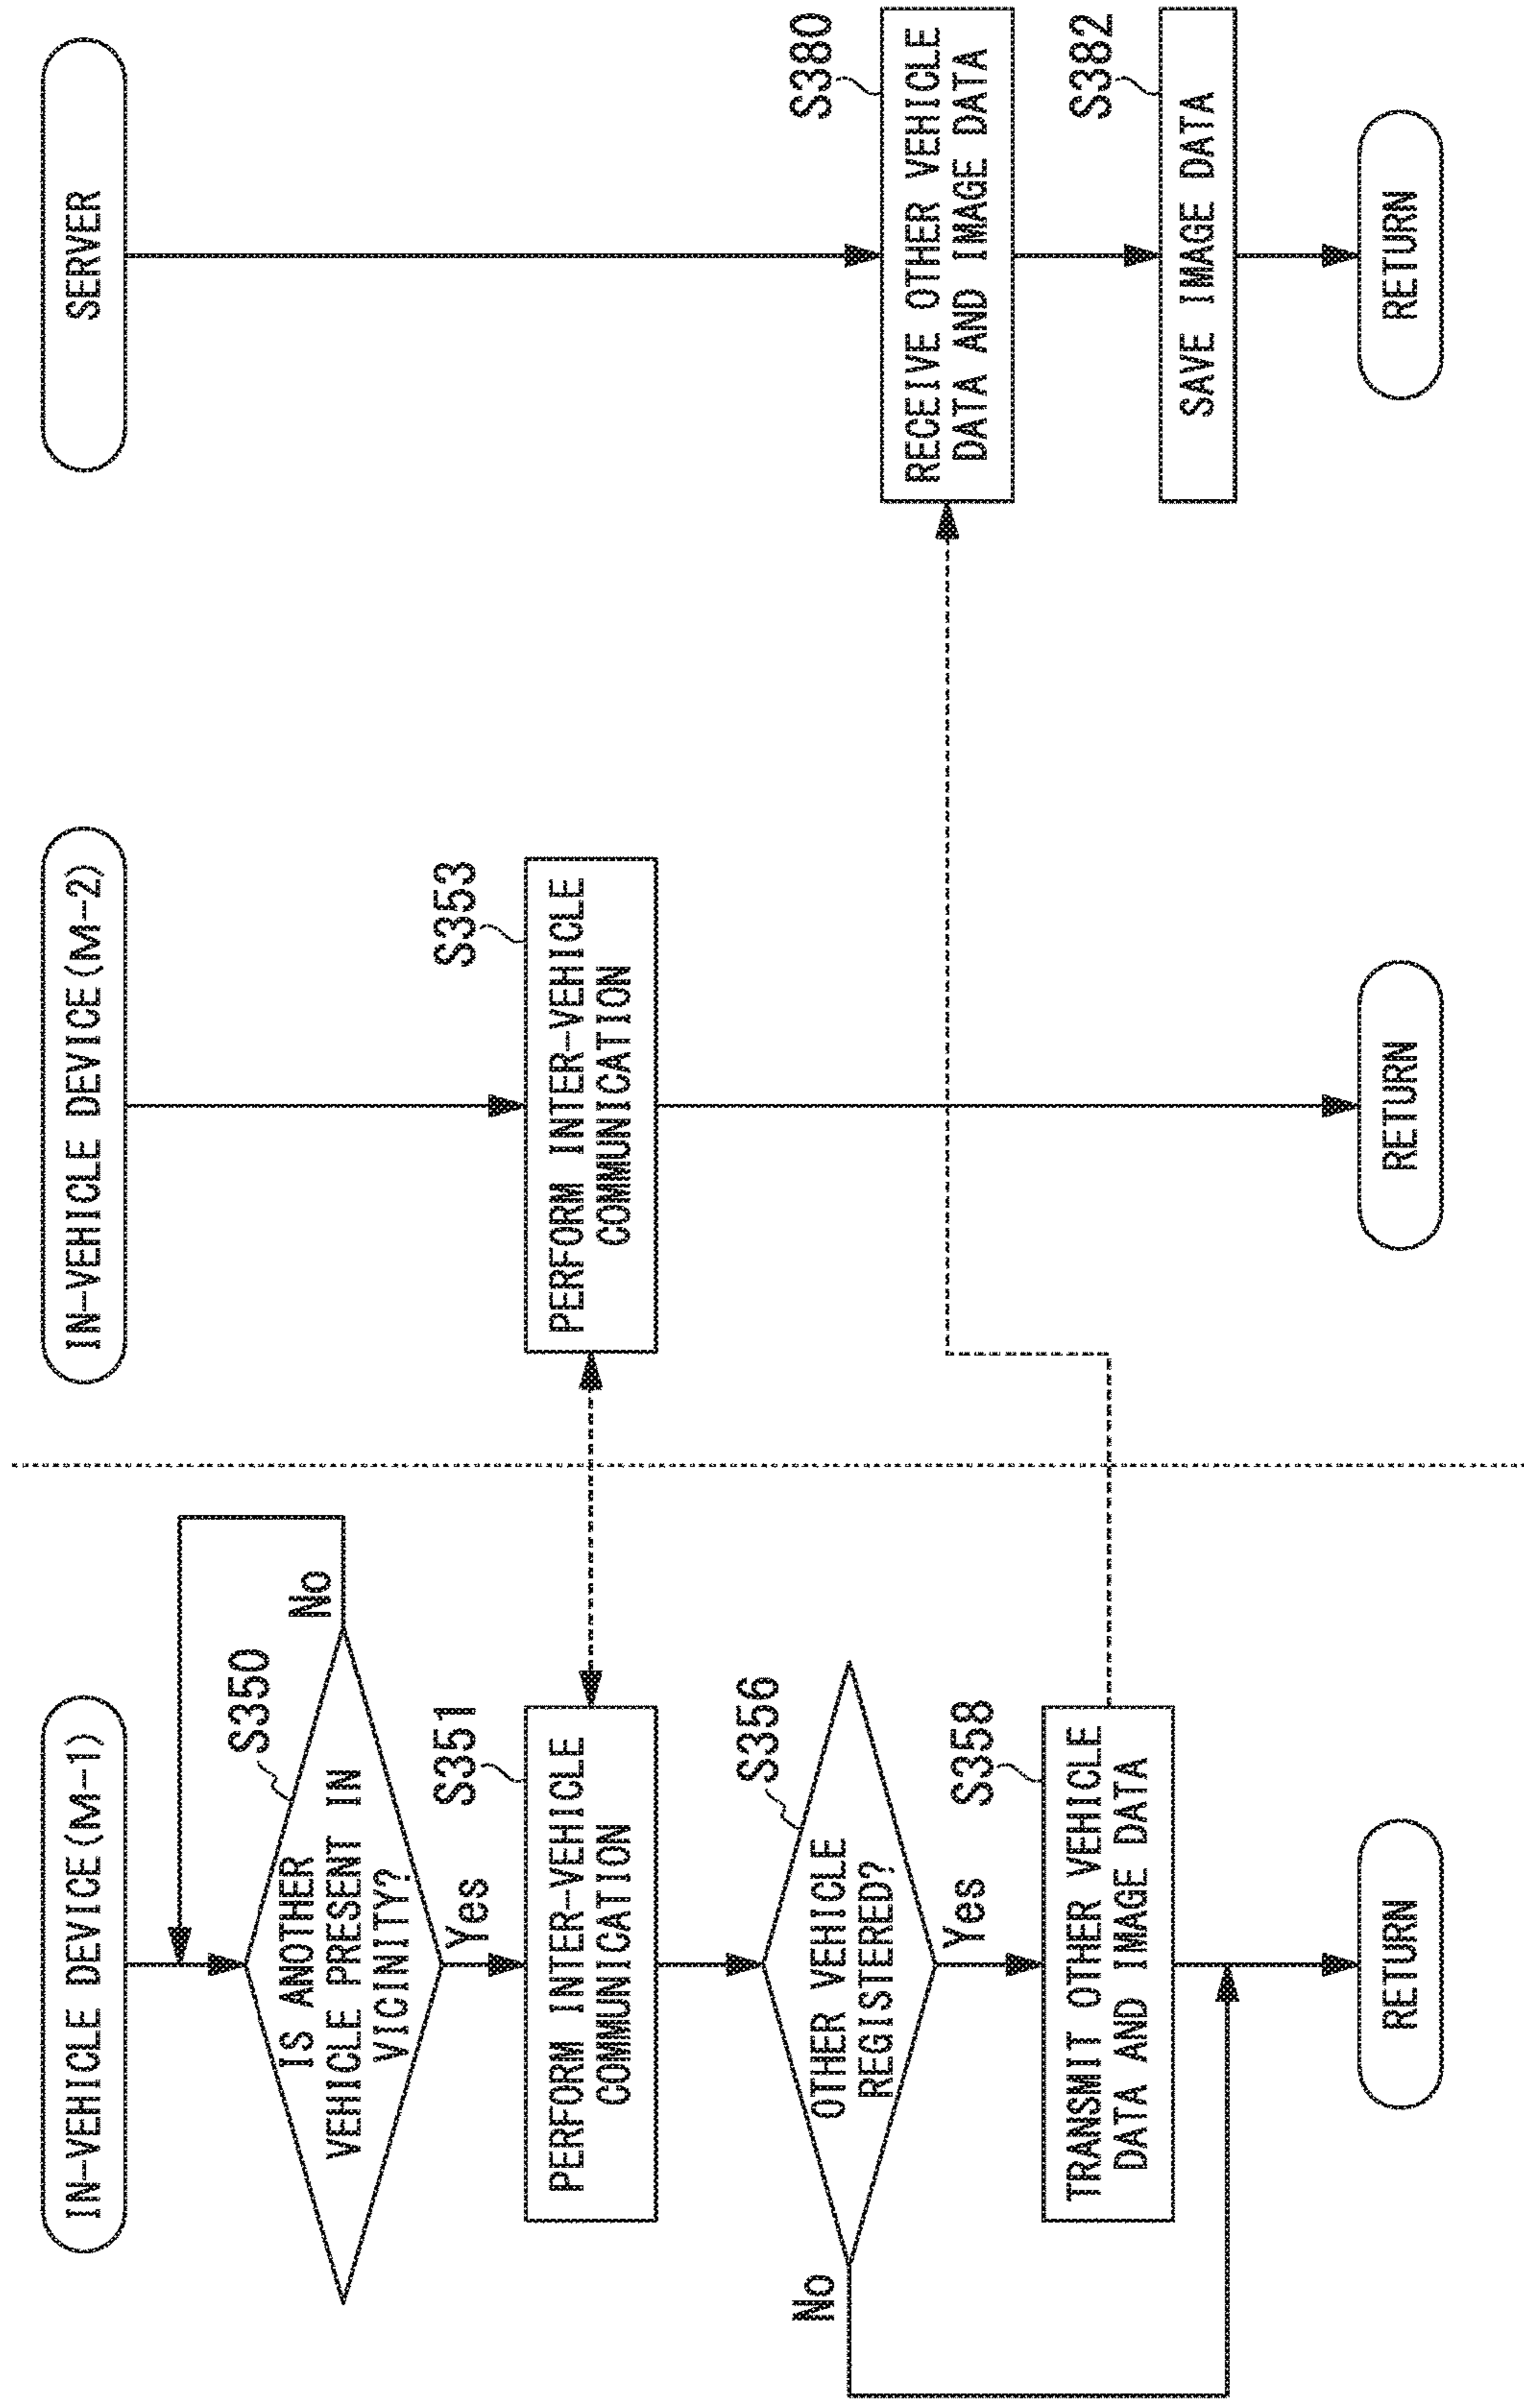 IN-VEHICLE DEVICE(M-1)
S350
IS ANOTHER
VEHICLE PRESENT IN
VICINITY?
No
Yes
S351
PERFORM INTER-VEHICLE
COMMUNICATION
S356
OTHER VEHICLE
REGISTERED?
No
Yes
S358
TRANSMIT OTHER VEHICLE
DATA AND IMAGE DATA
RETURN
IN-VEHICLE DEVICE(M-2)
S353
PERFORM INTER-VEHICLE
COMMUNICATION
RETURN
SERVER
S380
RECEIVE OTHER VEHICLE
DATA AND IMAGE DATA
S382
SAVE IMAGE DATA
RETURN